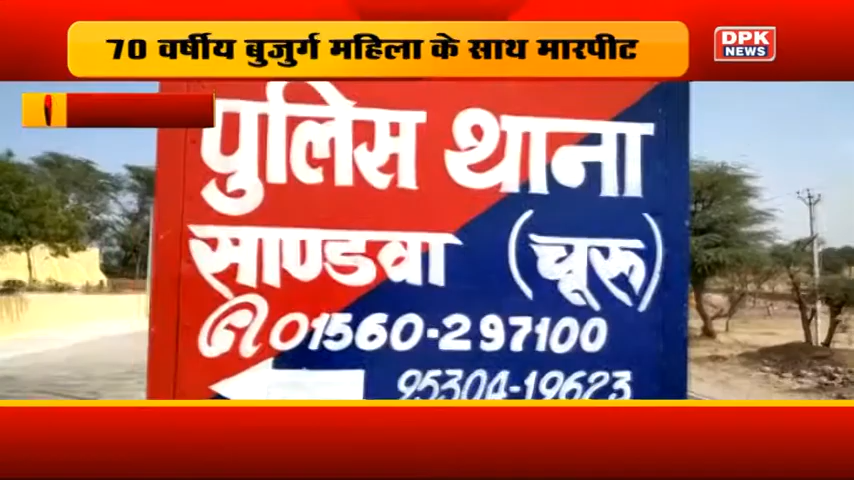 70 वर्षीय बुजुर्ग महिला के साथ मारपीट
DPK
NEWS
पुलिस थाना
साण्डवा (चूरू)
01560-297100
95304-19623